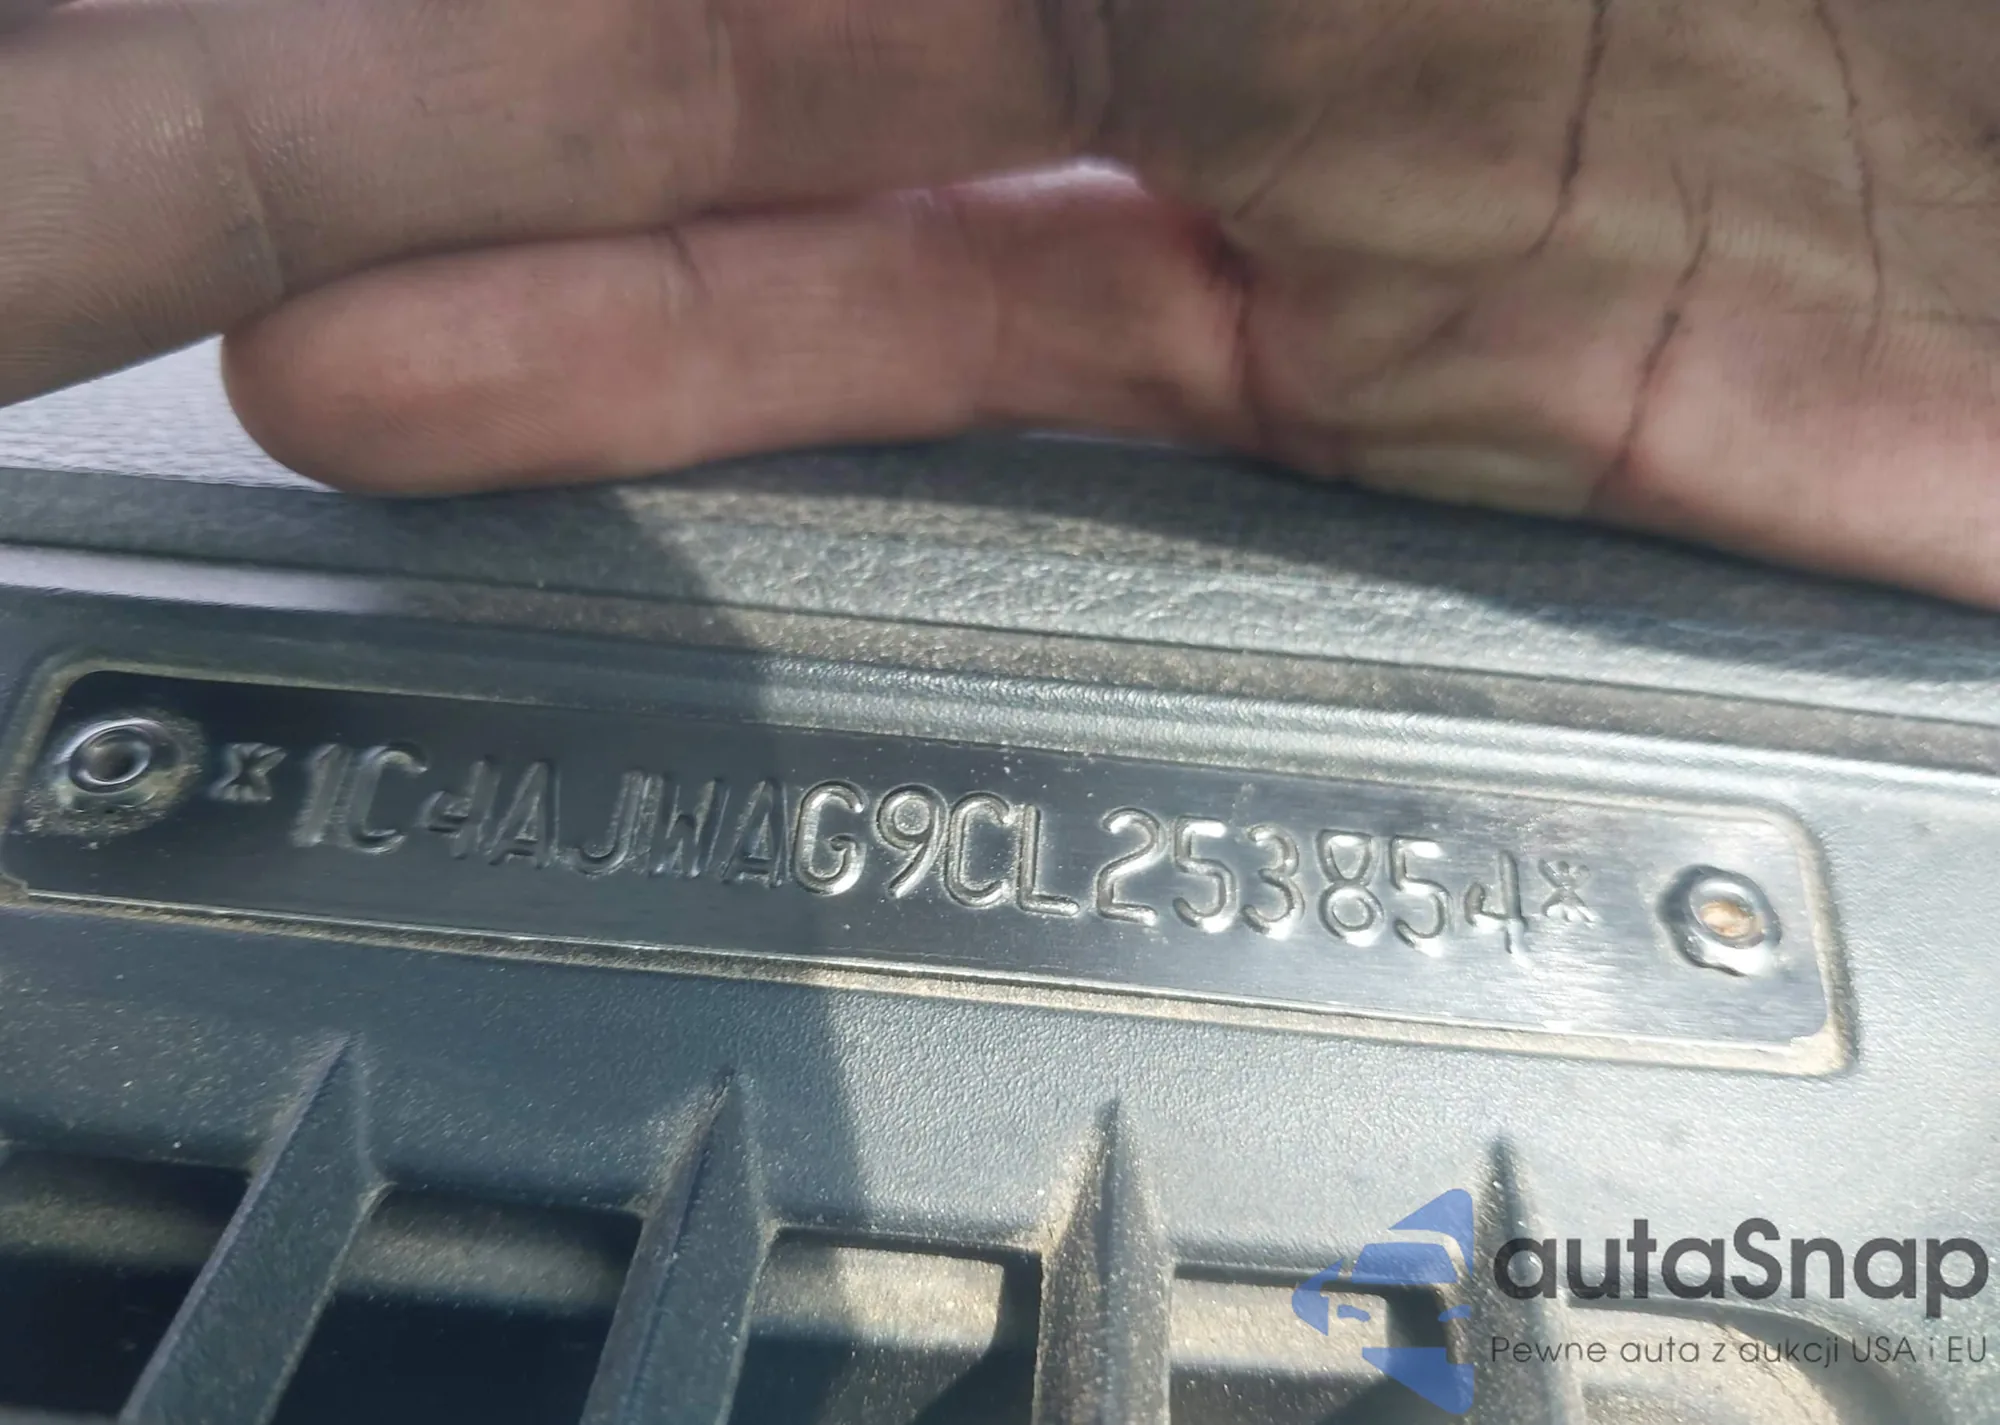 *1C4AJWAG9CL253854*
autaSnap
Pewne auta z aukcji USA i EU